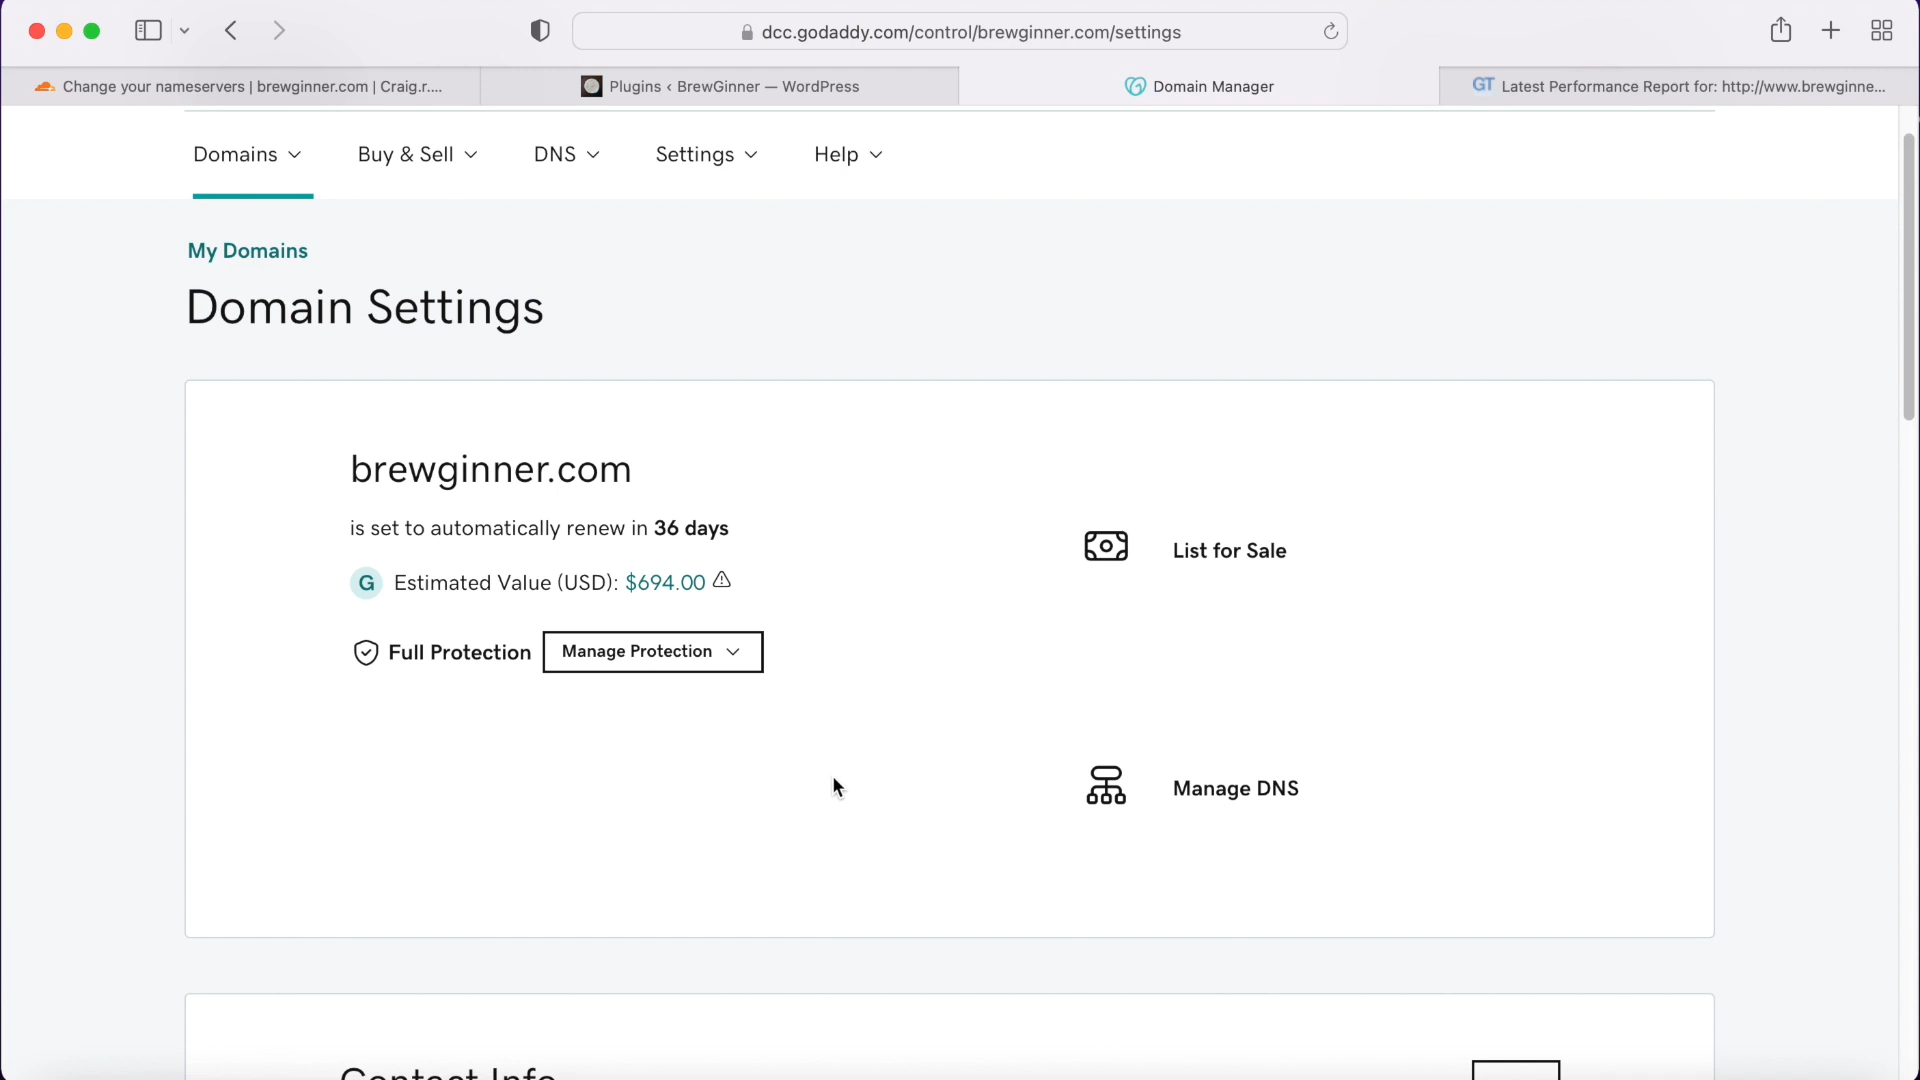 dcc.godaddy.com/control/brewginner.com/settings
Change your nameservers | brewginner.com | Craig.r....
Plugins ‹ BrewGinner — WordPress
Domain Manager
GT Latest Performance Report for: http://www.brewginne...
Domains
Buy & Sell
DNS
Settings
Help
My Domains
Domain Settings
brewginner.com
is set to automatically renew in 36 days
List for Sale
G Estimated Value (USD): $694.00
Full Protection
Manage Protection
Manage DNS
Contact Info